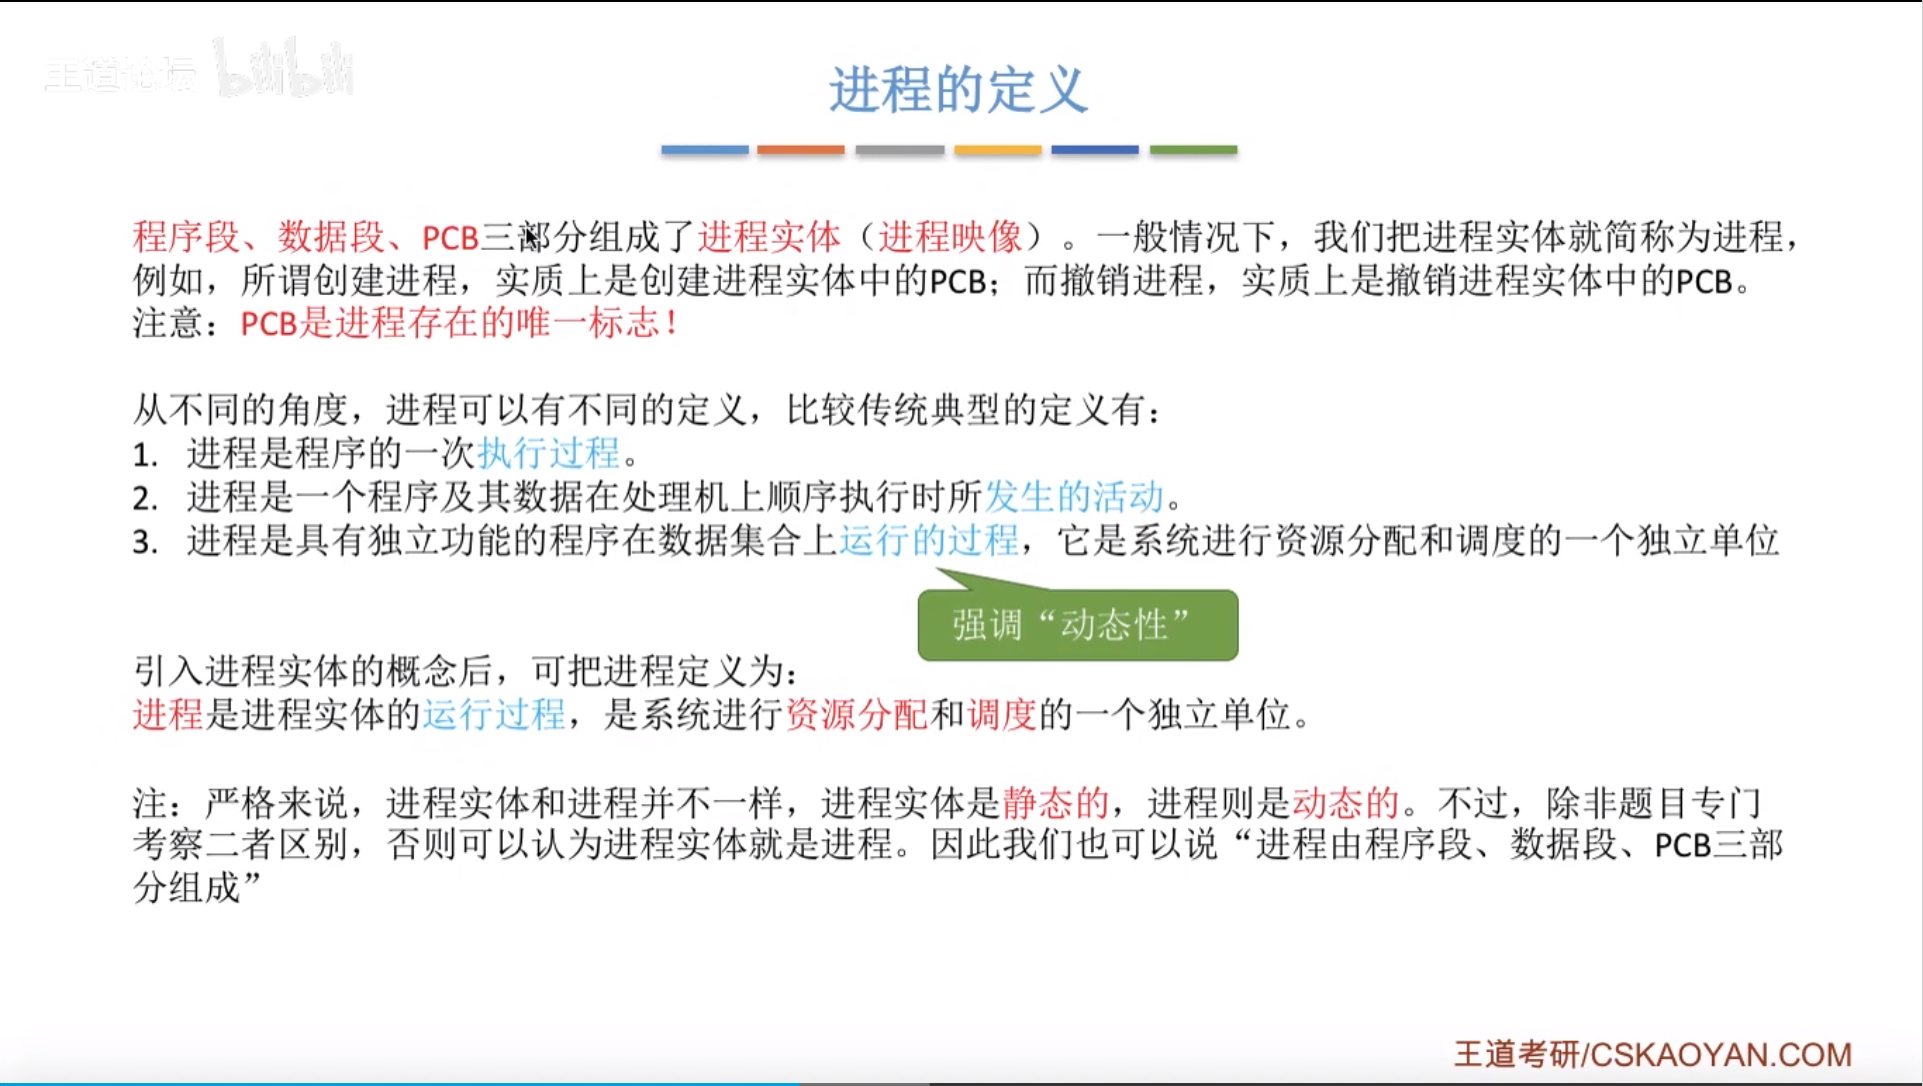 王道论坛 bilibili
进程的定义
程序段、数据段、PCB三部分组成了进程实体（进程映像）。一般情况下，我们把进程实体就简称为进程，
例如，所谓创建进程，实质上是创建进程实体中的PCB；而撤销进程，实质上是撤销进程实体中的PCB。
注意：PCB是进程存在的唯一标志！
从不同的角度，进程可以有不同的定义，比较传统典型的定义有：
1. 进程是程序的一次执行过程。
2. 进程是一个程序及其数据在处理机上顺序执行时所发生的活动。
3. 进程是具有独立功能的程序在数据集合上运行的过程，它是系统进行资源分配和调度的一个独立单位
强调“动态性”
引入进程实体的概念后，可把进程定义为：
进程是进程实体的运行过程，是系统进行资源分配和调度的一个独立单位。
注：严格来说，进程实体和进程并不一样，进程实体是静态的，进程则是动态的。不过，除非题目专门
考察二者区别，否则可以认为进程实体就是进程。因此我们也可以说“进程由程序段、数据段、PCB三部
分组成”
王道考研/CSKAOYAN.COM